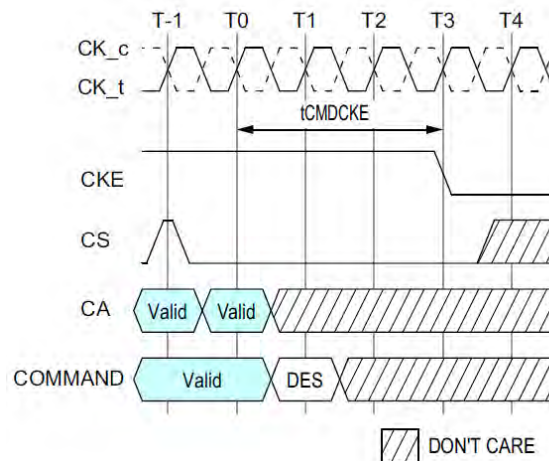 T-1 T0 T1 T2 T3 T4
CK_c
CK_t
tCMDCKE
CKE
CS
CA Valid Valid
COMMAND Valid DES
DON'T CARE